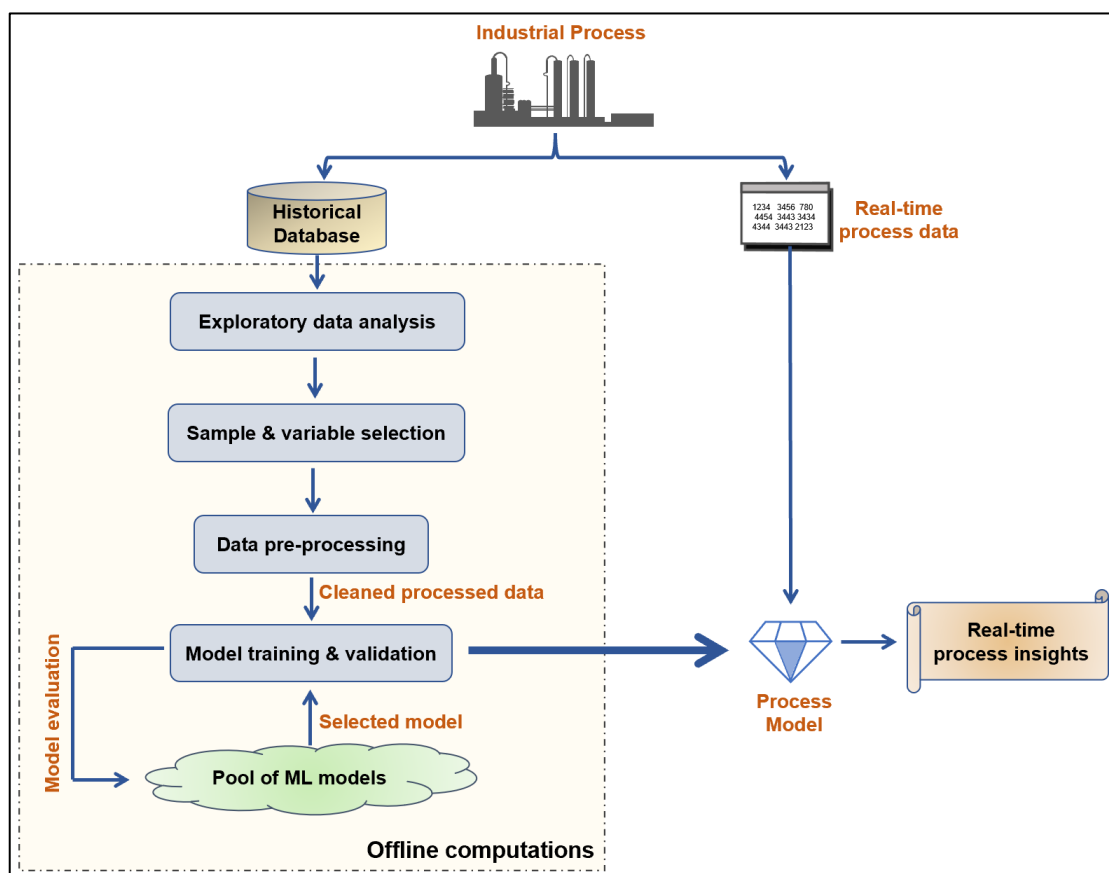 Industrial Process
Historical
Database
1234 3456 780
4454 3443 3434
4344 3443 2123
Real-time
process data
Exploratory data analysis
Sample & variable selection
Data pre-processing
Cleaned processed data
Model training & validation
Model evaluation
Selected model
Pool of ML models
Offline computations
Process
Model
Real-time
process insights